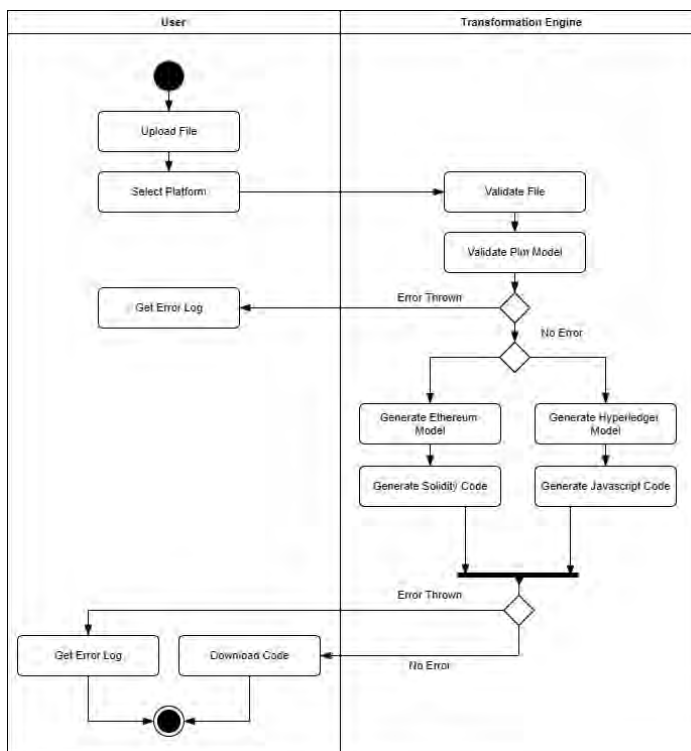 User
Transformation Engine
Upload File
Select Platform
Validate File
Validate Pim Model
Get Error Log
Error Thrown
No Error
Generate Ethereum
Model
Generate Hyperledger
Model
Generate Solidity Code
Generate Javascript Code
Error Thrown
Get Error Log
Download Code
No Error